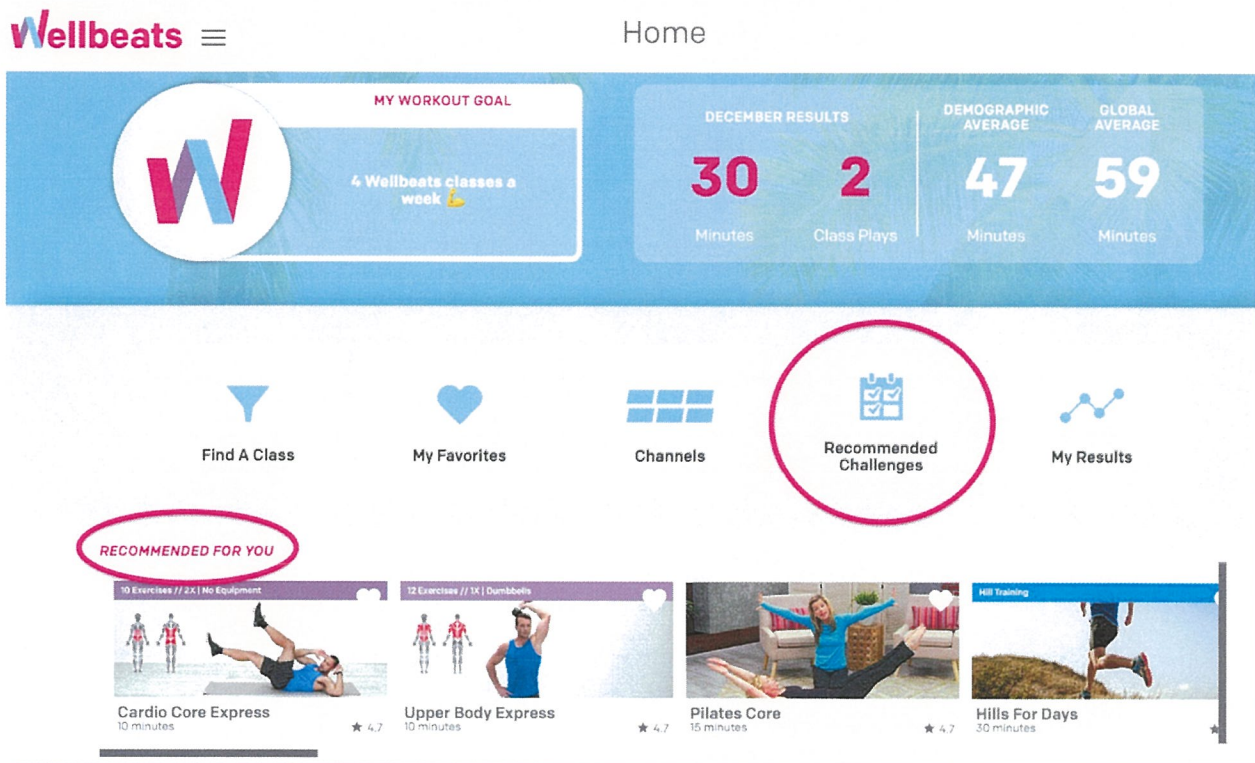 Wellbeats
Home
MY WORKOUT GOAL
4 Wellbeats classes a
week 💪
DECEMBER RESULTS
30
Minutes
2
Class Plays
DEMOGRAPHIC
AVERAGE
47
Minutes
GLOBAL
AVERAGE
59
Minutes
Find A Class
My Favorites
Channels
Recommended
Challenges
My Results
RECOMMENDED FOR YOU
10 Exercises // 2X | No Equipment
Cardio Core Express
10 minutes
★ 4.7
12 Exercises // 1X | Dumbbells
Upper Body Express
10 minutes
★ 4.7
Pilates Core
15 minutes
★ 4.7
Hill Training
Hills For Days
30 minutes
★